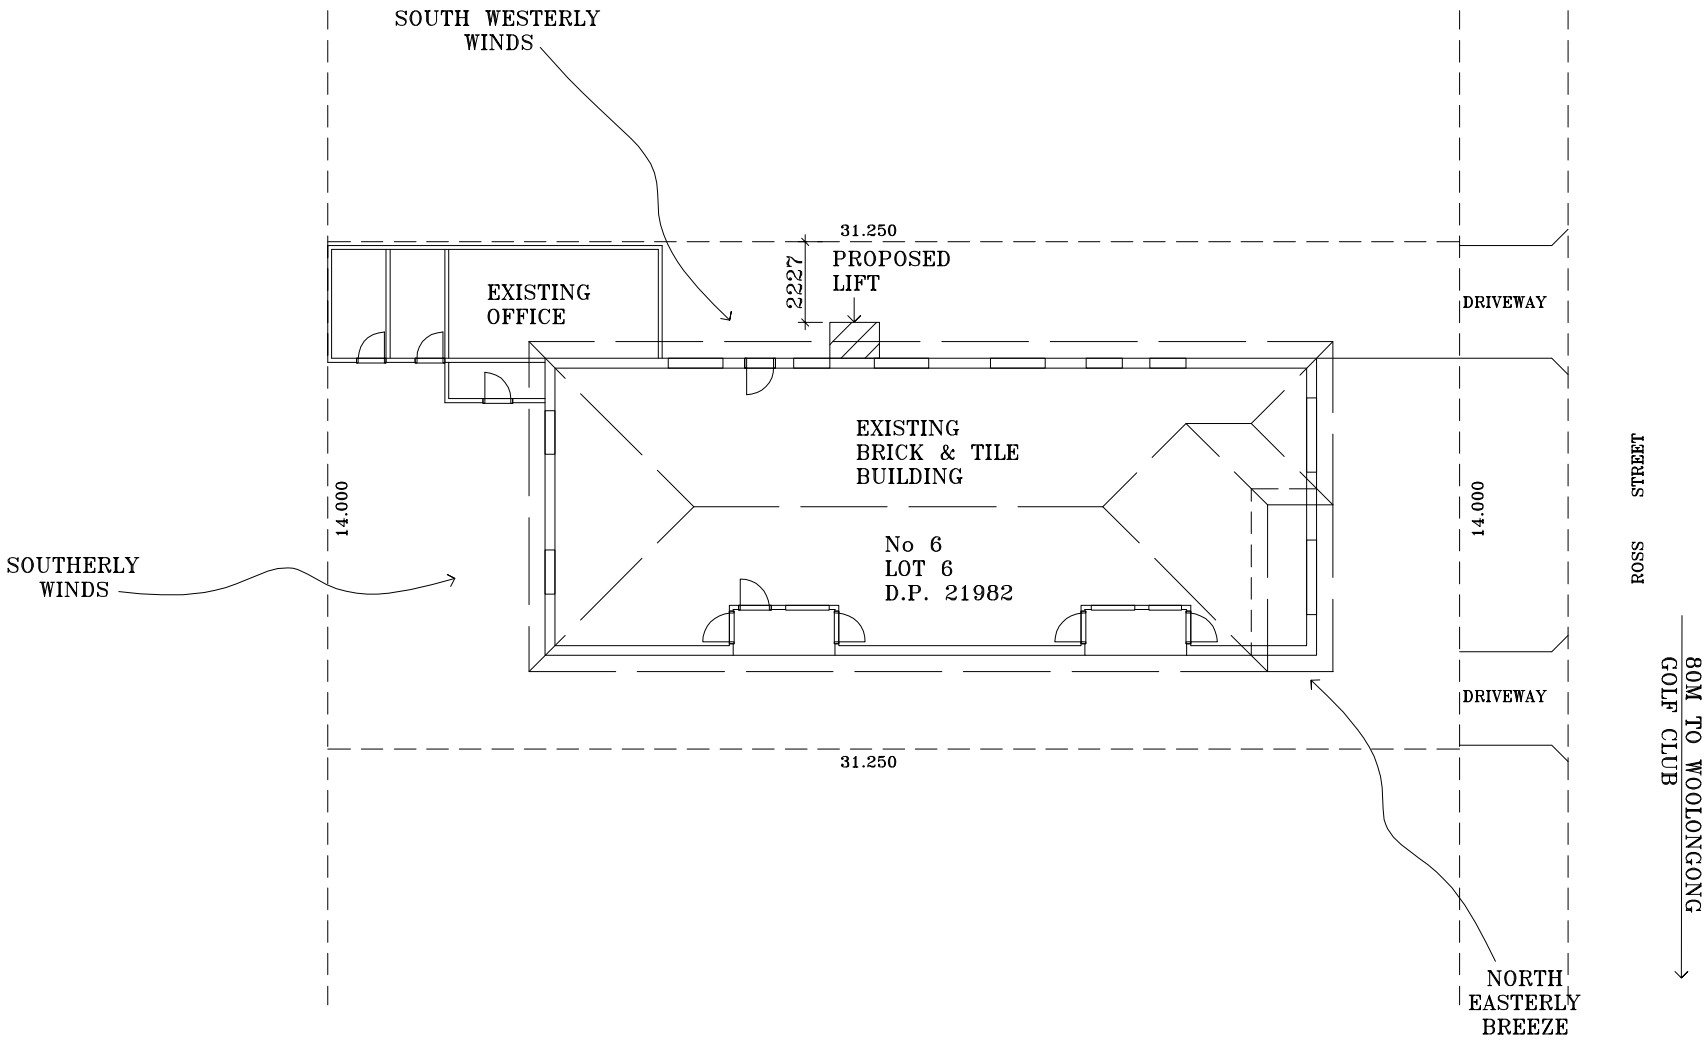 SOUTH WESTERLY
WINDS
31.250
2227
PROPOSED
LIFT
EXISTING
OFFICE
DRIVEWAY
EXISTING
BRICK & TILE
BUILDING
No 6
LOT 6
D.P. 21982
14.000
14.000
ROSS STREET
SOUTHERLY
WINDS
DRIVEWAY
31.250
80M TO WOOLONGONG
GOLF CLUB
NORTH
EASTERLY
BREEZE